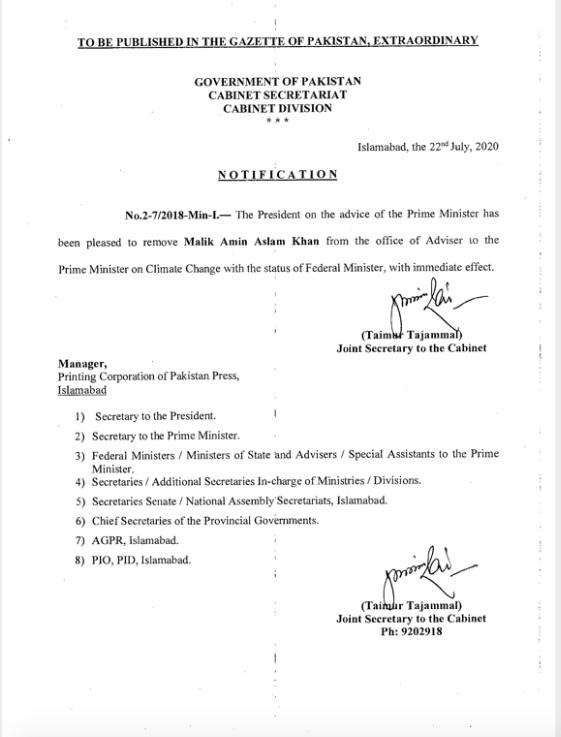 TO BE PUBLISHED IN THE GAZETTE OF PAKISTAN, EXTRAORDINARY
GOVERNMENT OF PAKISTAN
CABINET SECRETARIAT
CABINET DIVISION
***
Islamabad, the 22nd July, 2020
NOTIFICATION
No.2-7/2018-Min-I.— The President on the advice of the Prime Minister has
been pleased to remove Malik Amin Aslam Khan from the office of Adviser to the
Prime Minister on Climate Change with the status of Federal Minister, with immediate effect.
(Taimur Tajammal)
Joint Secretary to the Cabinet
Manager,
Printing Corporation of Pakistan Press,
Islamabad
1) Secretary to the President.
2) Secretary to the Prime Minister.
3) Federal Ministers / Ministers of State and Advisers / Special Assistants to the Prime
Minister.
4) Secretaries / Additional Secretaries In-charge of Ministries / Divisions.
5) Secretaries Senate / National Assembly Secretariats, Islamabad.
6) Chief Secretaries of the Provincial Governments.
7) AGPR, Islamabad.
8) PIO, PID, Islamabad.
(Taimur Tajammal)
Joint Secretary to the Cabinet
Ph: 9202918